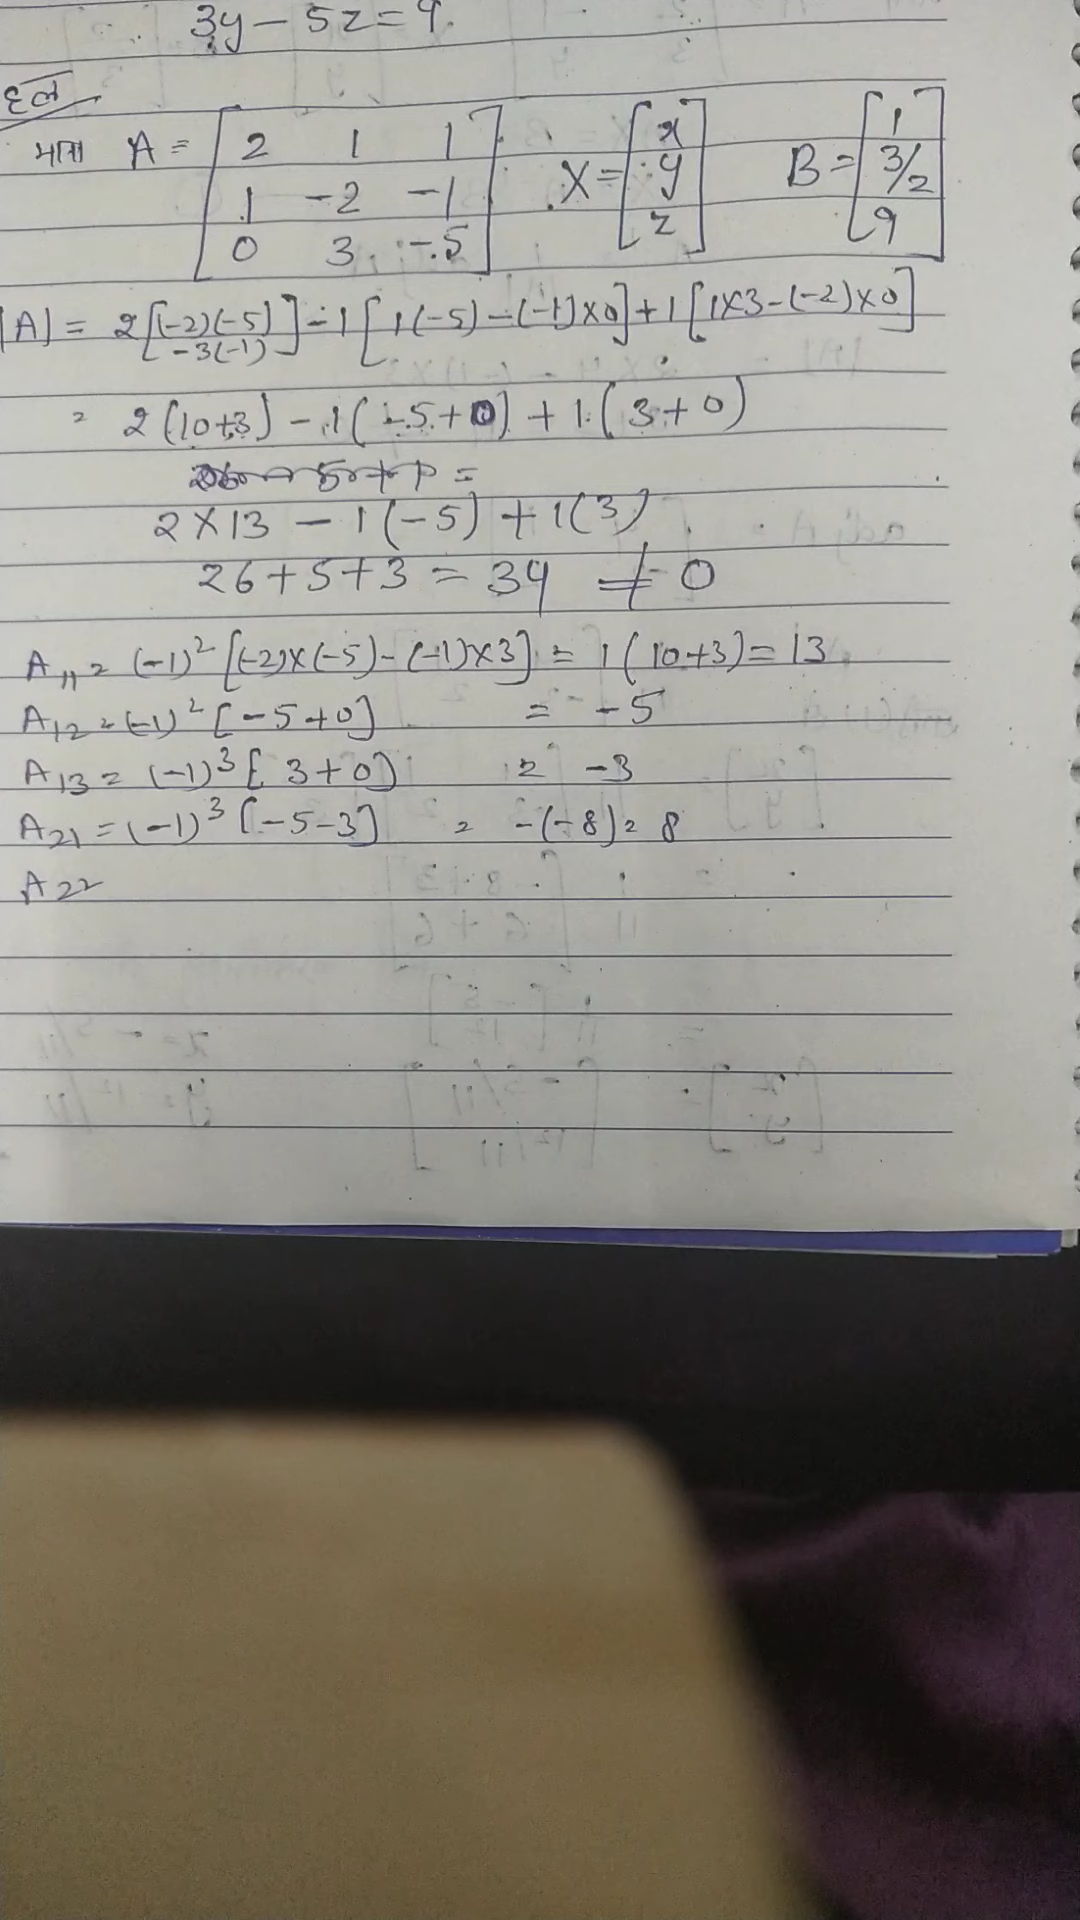 3y - 5z = 9.
हल
माना A = [2 1 1
1 -2 -1
0 3 -5] X = [x
y
z] B = [1
3/2
9]
|A| = 2[(-2)(-5) -3(-1)] - 1[1(-5) - (-1)×0] + 1[1×3 - (-2)×0]
= 2(10+3) - 1(-5+0) + 1(3+0)
2×13 - 1(-5) + 1(3)
26+5+3 = 34 ≠ 0
A11 = (-1)² [(-2)×(-5) - (-1)×3] = 1(10+3) = 13
A12 = (-1)² [-5+0] = -5
A13 = (-1)³ [3+0] = -3
A21 = (-1)³ [-5-3] = -(-8) = 8
A22